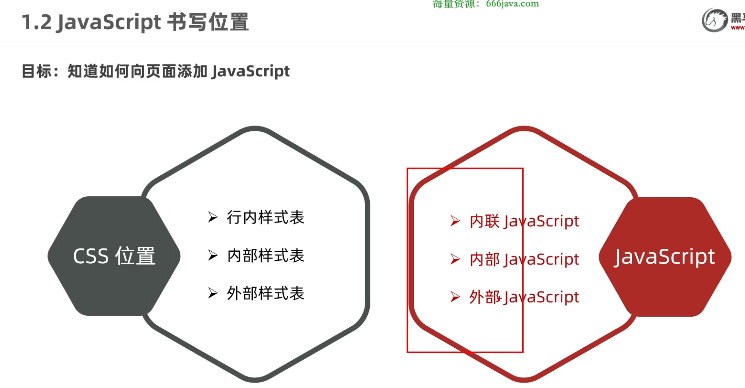 海量资源：666java.com
1.2 JavaScript 书写位置
www.
目标：知道如何向页面添加 JavaScript
CSS 位置
行内样式表
内部样式表
外部样式表
内联 JavaScript
内部 JavaScript
外部 JavaScript
JavaScript